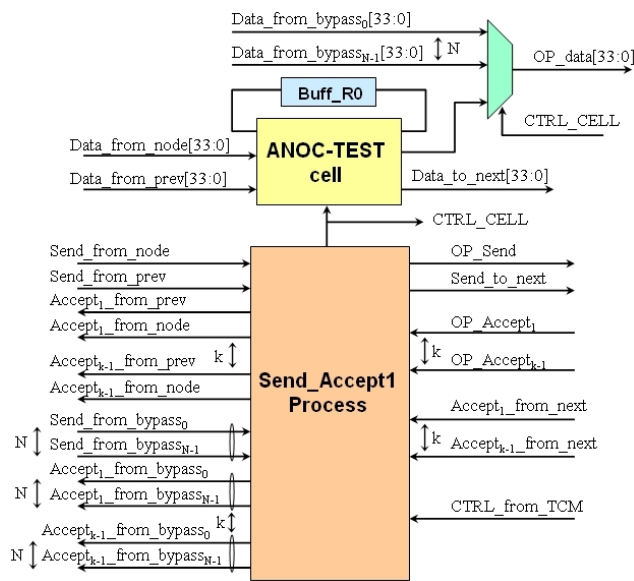 Data_from_bypass₀[33:0]
Data_from_bypassN-1[33:0]
N
OP_data[33:0]
CTRL_CELL
Buff_R0
Data_from_node[33:0]
Data_from_prev[33:0]
ANOC-TEST
cell
Data_to_next[33:0]
CTRL_CELL
Send_from_node
Send_from_prev
Accept₁_from_prev
Accept₁_from_node
k
Acceptk-1_from_prev
Acceptk-1_from_node
Send_from_bypass₀
N
Send_from_bypassN-1
Accept₁_from_bypass₀
N
Accept₁_from_bypassN-1
k
Acceptk-1_from_bypass₀
N
Acceptk-1_from_bypassN-1
Send_Accept1
Process
OP_Send
Send_to_next
OP_Accept₁
k
OP_Acceptk-1
Accept₁_from_next
k
Acceptk-1_from_next
CTRL_from_TCM